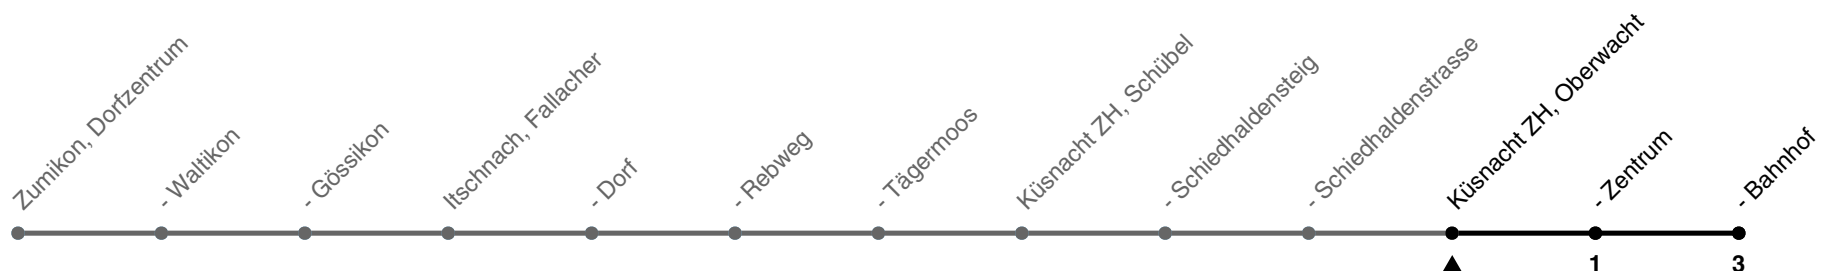 Zumikon, Dorfzentrum
- Waltikon
- Gössikon
Itschnach, Fallacher
- Dorf
- Rebweg
- Tägermoos
Küsnacht ZH, Schübel
- Schiedhaldensteig
- Schiedhaldenstrasse
Küsnacht ZH, Oberwacht
- Zentrum
- Bahnhof
1
3